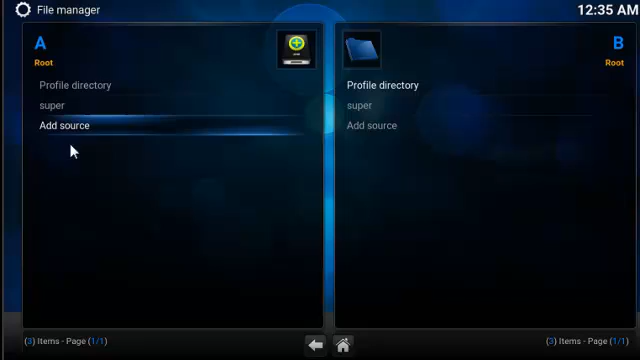 File manager
12:35 AM
A
Root
Profile directory
super
Add source
(3) Items - Page (1/1)
B
Root
Profile directory
super
Add source
(3) Items - Page (1/1)